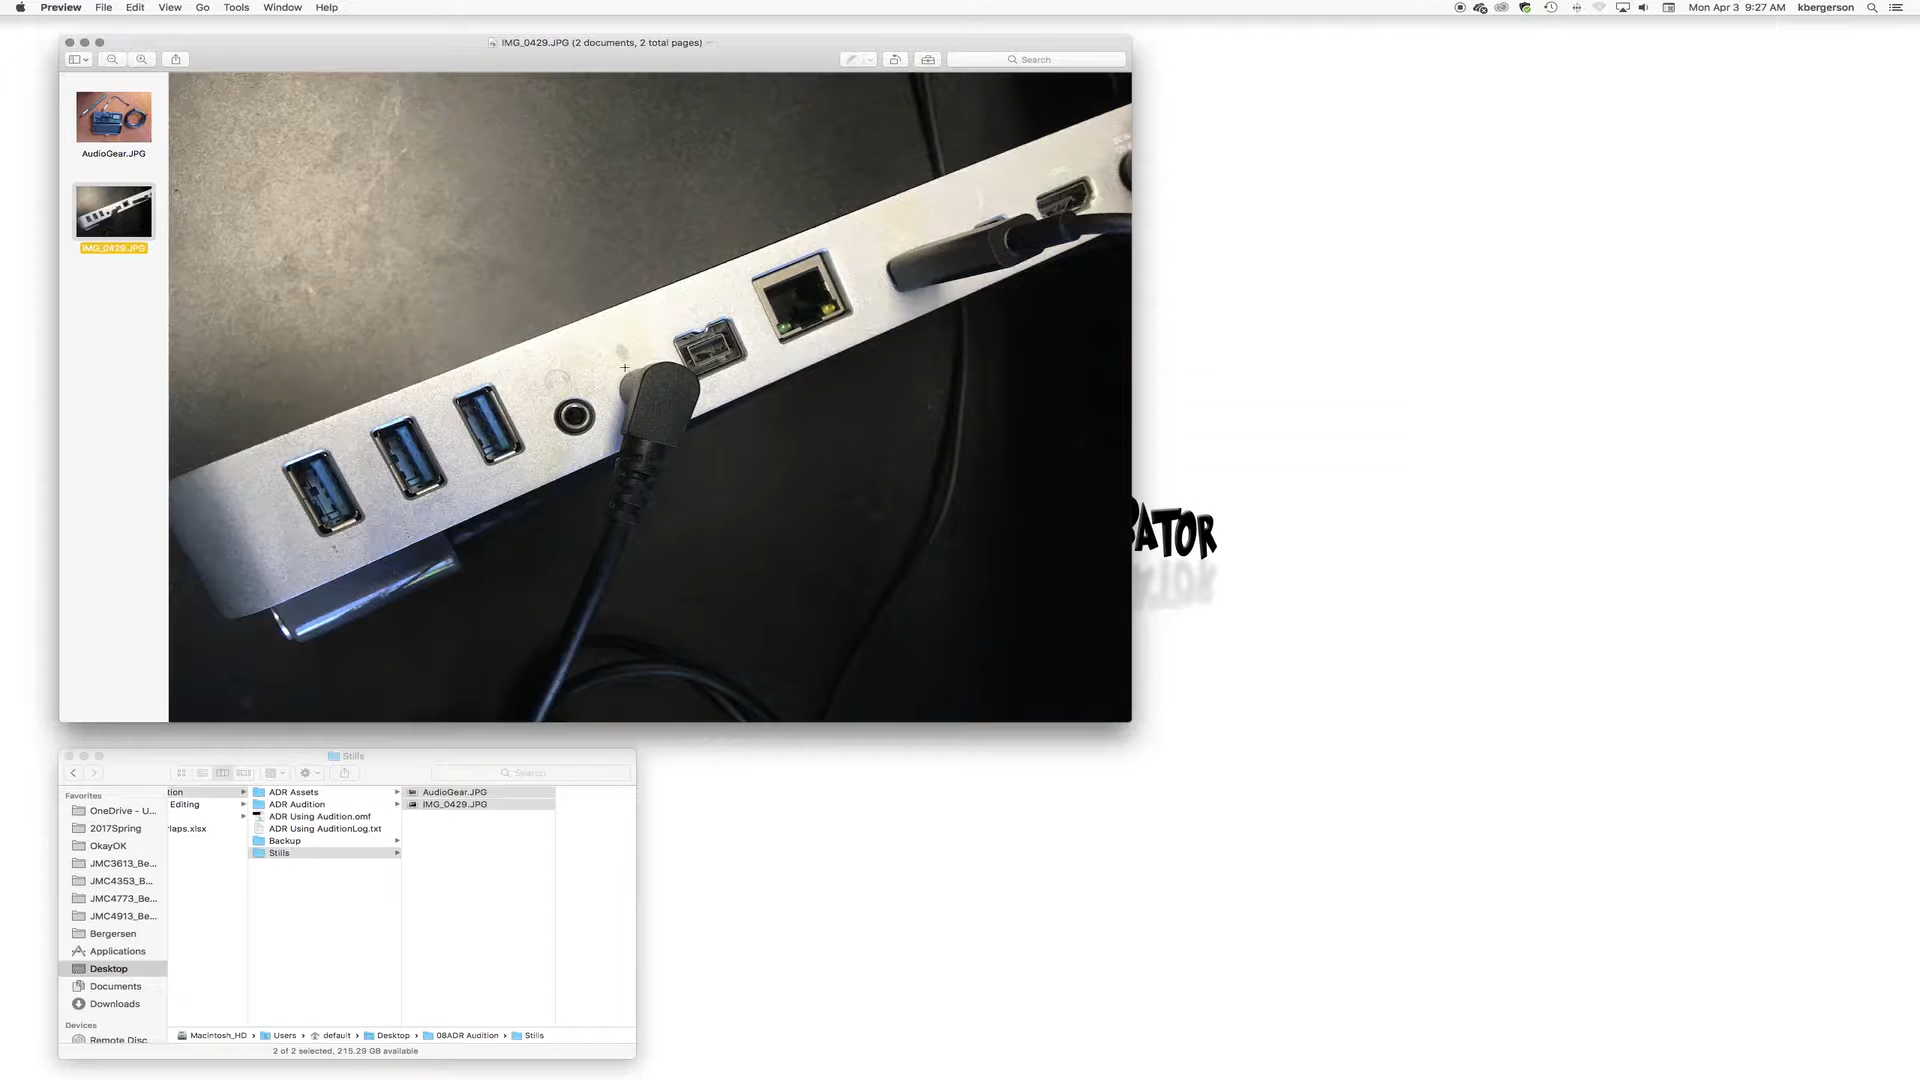 Preview File Edit View Go Tools Window Help
Mon Apr 3 9:27 AM kbergerson
IMG_0429.JPG (2 documents, 2 total pages)
Search
AudioGear.JPG
IMG_0429.JPG
BATOR
Stills
Search
Favorites
OneDrive - U...
2017Spring
OkayOK
JMC3613_Be...
JMC4353_B...
JMC4773_Be...
JMC4913_Be...
Bergersen
Applications
Desktop
Documents
Downloads
Devices
Remote Disc
tion
Editing
laps.xlsx
ADR Assets
ADR Audition
ADR Using Audition.omf
ADR Using AuditionLog.txt
Backup
Stills
AudioGear.JPG
IMG_0429.JPG
Macintosh_HD > Users > default > Desktop > 08ADR Audition > Stills
2 of 2 selected, 215.29 GB available